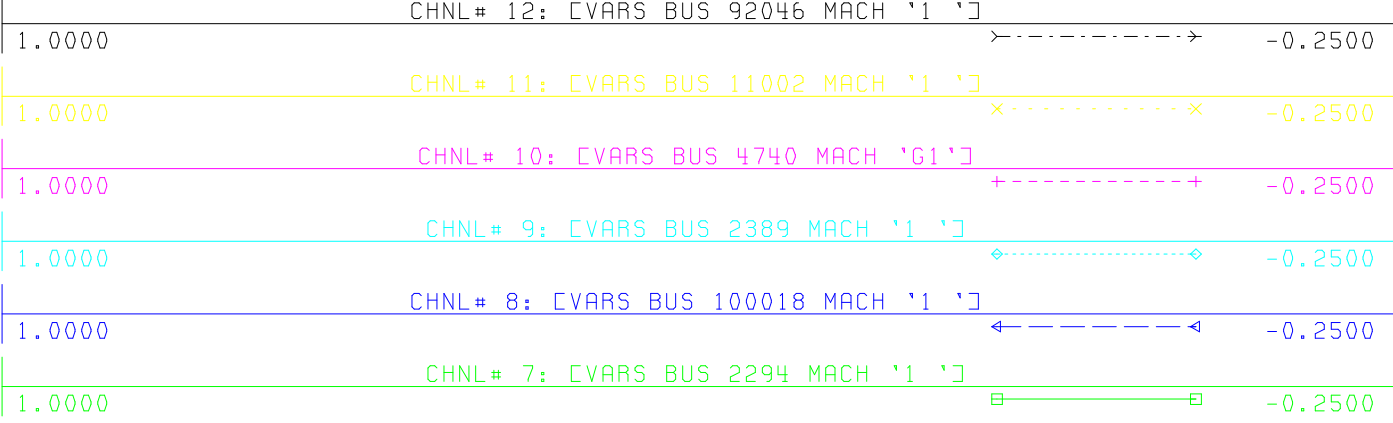 CHNL# 12: [VARS BUS 92046 MACH '1 ']
1.0000 -0.2500
CHNL# 11: [VARS BUS 11002 MACH '1 ']
1.0000 -0.2500
CHNL# 10: [VARS BUS 4740 MACH 'G1']
1.0000 -0.2500
CHNL# 9: [VARS BUS 2389 MACH '1 ']
1.0000 -0.2500
CHNL# 8: [VARS BUS 100018 MACH '1 ']
1.0000 -0.2500
CHNL# 7: [VARS BUS 2294 MACH '1 ']
1.0000 -0.2500